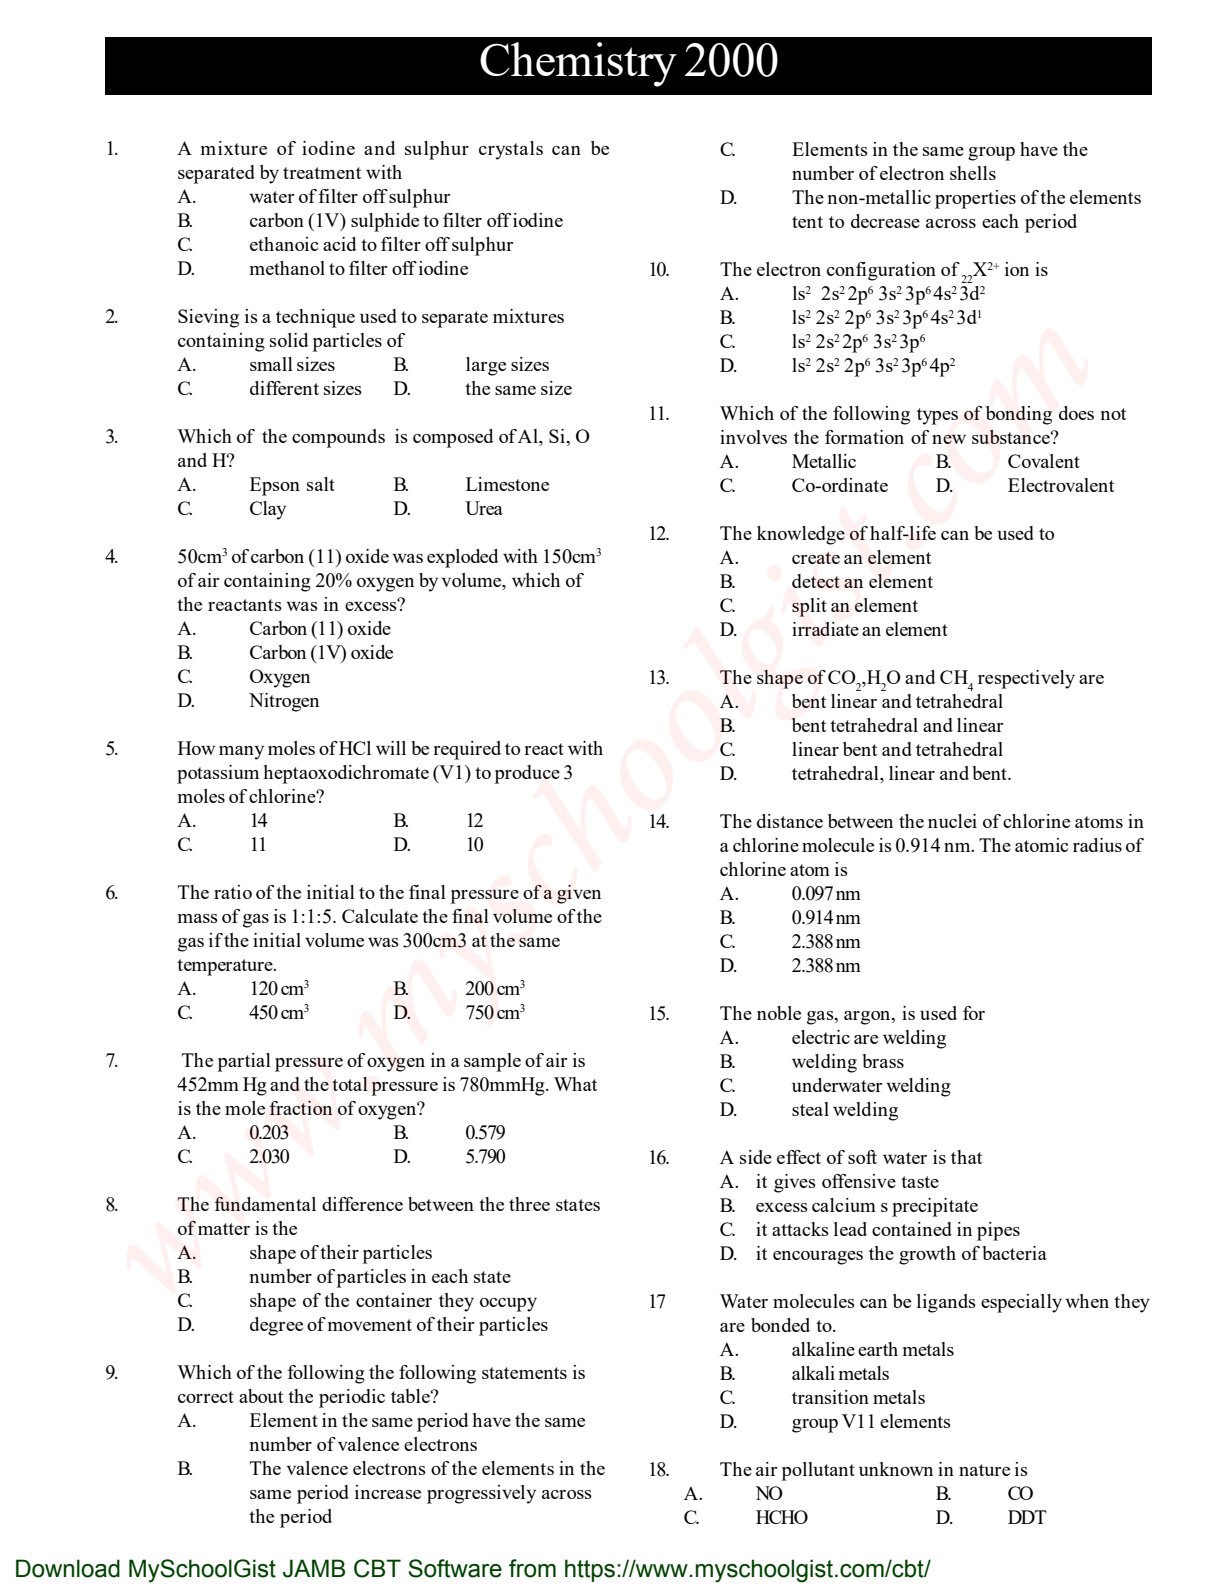 Chemistry 2000
1. A mixture of iodine and sulphur crystals can be
separated by treatment with
A. water of filter off sulphur
B. carbon (1V) sulphide to filter off iodine
C. ethanoic acid to filter off sulphur
D. methanol to filter off iodine
2. Sieving is a technique used to separate mixtures
containing solid particles of
A. small sizes B. large sizes
C. different sizes D. the same size
3. Which of the compounds is composed of Al, Si, O
and H?
A. Epson salt B. Limestone
C. Clay D. Urea
4. 50cm³ of carbon (11) oxide was exploded with 150cm³
of air containing 20% oxygen by volume, which of
the reactants was in excess?
A. Carbon (11) oxide
B. Carbon (1V) oxide
C. Oxygen
D. Nitrogen
5. How many moles of HCl will be required to react with
potassium heptaoxodichromate (V1) to produce 3
moles of chlorine?
A. 14 B. 12
C. 11 D. 10
6. The ratio of the initial to the final pressure of a given
mass of gas is 1:1:5. Calculate the final volume of the
gas if the initial volume was 300cm3 at the same
temperature.
A. 120 cm³ B. 200 cm³
C. 450 cm³ D. 750 cm³
7. The partial pressure of oxygen in a sample of air is
452mm Hg and the total pressure is 780mmHg. What
is the mole fraction of oxygen?
A. 0.203 B. 0.579
C. 2.030 D. 5.790
8. The fundamental difference between the three states
of matter is the
A. shape of their particles
B. number of particles in each state
C. shape of the container they occupy
D. degree of movement of their particles
9. Which of the following the following statements is
correct about the periodic table?
A. Element in the same period have the same
number of valence electrons
B. The valence electrons of the elements in the
same period increase progressively across
the period
C. Elements in the same group have the
number of electron shells
D. The non-metallic properties of the elements
tent to decrease across each period
10. The electron configuration of ₂₂X²⁺ ion is
A. ls² 2s² 2p⁶ 3s² 3p⁶ 4s² 3d²
B. ls² 2s² 2p⁶ 3s² 3p⁶ 4s² 3d¹
C. ls² 2s² 2p⁶ 3s² 3p⁶
D. ls² 2s² 2p⁶ 3s² 3p⁶ 4p²
11. Which of the following types of bonding does not
involves the formation of new substance?
A. Metallic B. Covalent
C. Co-ordinate D. Electrovalent
12. The knowledge of half-life can be used to
A. create an element
B. detect an element
C. split an element
D. irradiate an element
13. The shape of CO₂,H₂O and CH₄ respectively are
A. bent linear and tetrahedral
B. bent tetrahedral and linear
C. linear bent and tetrahedral
D. tetrahedral, linear and bent.
14. The distance between the nuclei of chlorine atoms in
a chlorine molecule is 0.914 nm. The atomic radius of
chlorine atom is
A. 0.097 nm
B. 0.914 nm
C. 2.388 nm
D. 2.388 nm
15. The noble gas, argon, is used for
A. electric are welding
B. welding brass
C. underwater welding
D. steal welding
16. A side effect of soft water is that
A. it gives offensive taste
B. excess calcium s precipitate
C. it attacks lead contained in pipes
D. it encourages the growth of bacteria
17 Water molecules can be ligands especially when they
are bonded to.
A. alkaline earth metals
B. alkali metals
C. transition metals
D. group V11 elements
18. The air pollutant unknown in nature is
A. NO B. CO
C. HCHO D. DDT
www.myschoolgist.com
Download MySchoolGist JAMB CBT Software from https://www.myschoolgist.com/cbt/